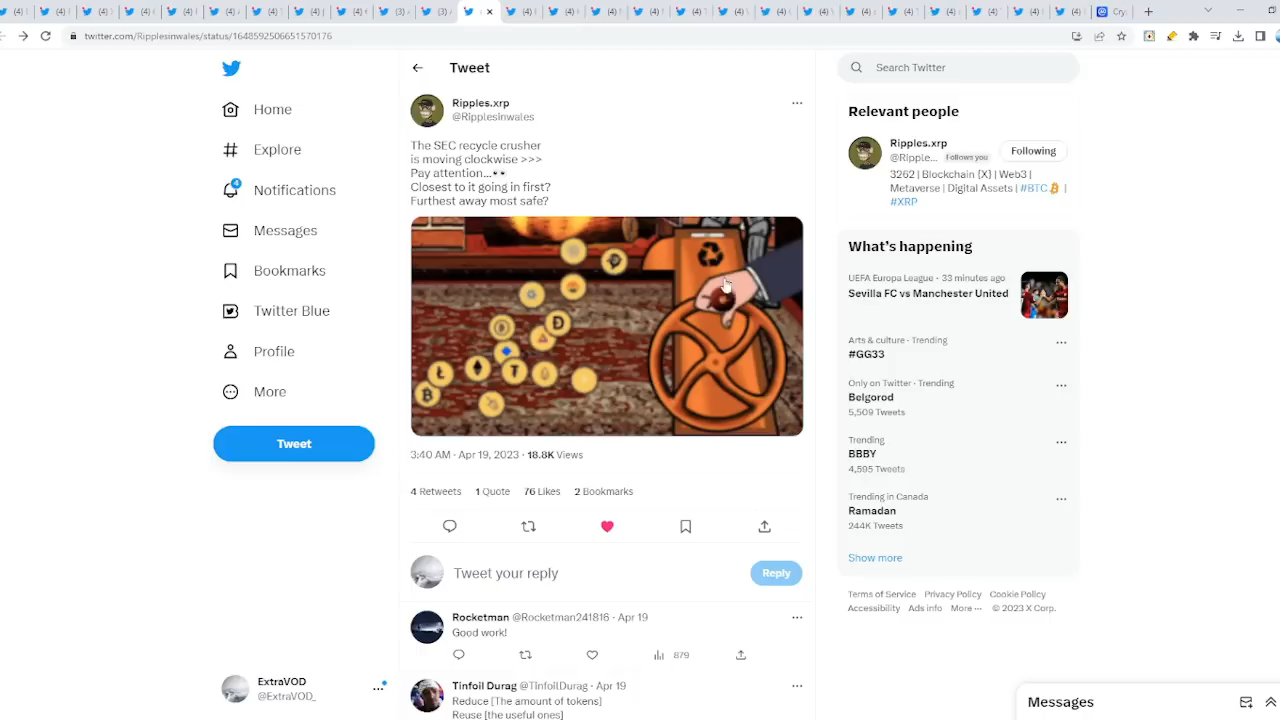 twitter.com/Ripplesinwales/status/1648592506651570176
Home
Explore
4
Notifications
Messages
Bookmarks
Twitter Blue
Profile
More
Tweet
ExtraVOD
@ExtraVOD_
Tweet
Ripples.xrp
@Ripplesinwales
The SEC recycle crusher
is moving clockwise >>>
Pay attention...👀
Closest to it going in first?
Furthest away most safe?
3:40 AM · Apr 19, 2023 · 18.8K Views
4 Retweets 1 Quote 76 Likes 2 Bookmarks
Tweet your reply
Reply
Rocketman @Rocketman241816 · Apr 19
Good work!
879
Tinfoil Durag @TinfoilDurag · Apr 19
Reduce [The amount of tokens]
Reuse [the useful ones]
Search Twitter
Relevant people
Ripples.xrp
@Ripple... Follows you
Following
3262 | Blockchain {X} | Web3 |
Metaverse | Digital Assets | #BTC |
#XRP
What's happening
UEFA Europa League · 33 minutes ago
Sevilla FC vs Manchester United
Arts & culture · Trending
#GG33
Only on Twitter · Trending
Belgorod
5,509 Tweets
Trending
BBBY
4,595 Tweets
Trending in Canada
Ramadan
244K Tweets
Show more
Terms of Service Privacy Policy Cookie Policy
Accessibility Ads info More ··· © 2023 X Corp.
Messages